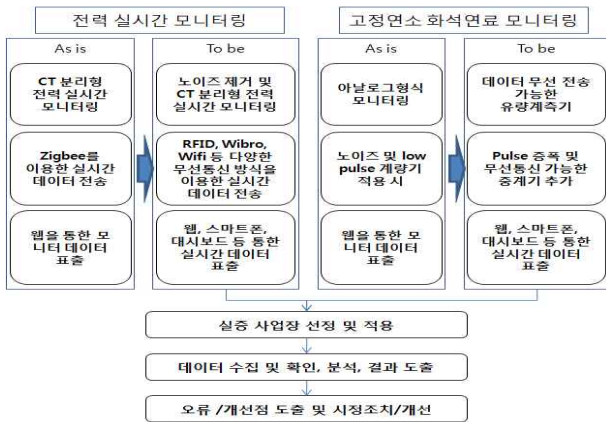 전력 실시간 모니터링
As is
To be
CT 분리형
전력 실시간
모니터링
노이즈 제거 및
CT 분리형 전력
실시간 모니터링
Zigbee를
이용한 실시간
데이터 전송
RFID, Wibro,
Wifi 등 다양한
무선통신 방식을
이용한 실시간
데이터 전송
웹을 통한 모
니터 데이터
표출
웹, 스마트폰,
대시보드 등 통한
실시간 데이터
표출
고정연소 화석연료 모니터링
As is
To be
아날로그형식
모니터링
데이터 무선 전송
가능한
유량계측기
노이즈 및 low
pulse 계량기
적용 시
Pulse 증폭 및
무선통신 가능한
중계기 추가
웹을 통한 모
니터 데이터
표출
웹, 스마트폰,
대시보드 등 통한
실시간 데이터
표출
실증 사업장 선정 및 적용
데이터 수집 및 확인, 분석, 결과 도출
오류 /개선점 도출 및 시정조치/개선